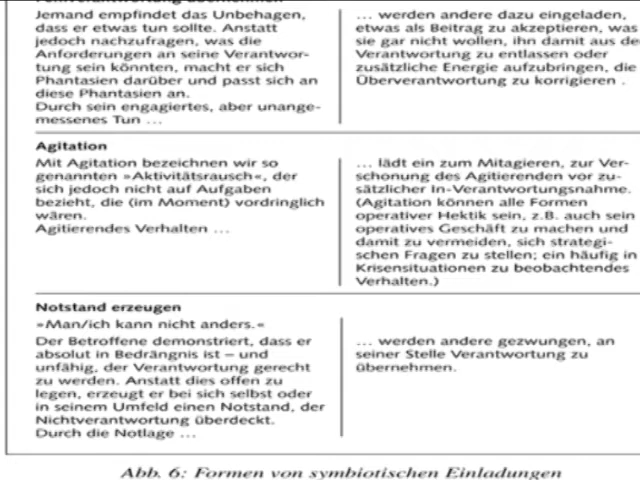 Jemand empfindet das Unbehagen,
dass er etwas tun sollte. Anstatt
jedoch nachzufragen, was die
Anforderungen an seine Verantwor-
tung sein könnten, macht er sich
Phantasien darüber und passt sich an
diese Phantasien an.
Durch sein engagiertes, aber unange-
messenes Tun ...
... werden andere dazu eingeladen,
etwas als Beitrag zu akzeptieren, was
sie gar nicht wollen, ihn damit aus der
Verantwortung zu entlassen oder
zusätzliche Energie aufzubringen, die
Überverantwortung zu korrigieren .
Agitation
Mit Agitation bezeichnen wir so
genannten »Aktivitätsrausch«, der
sich jedoch nicht auf Aufgaben
bezieht, die (im Moment) vordringlich
wären.
Agitierendes Verhalten ...
... lädt ein zum Mitagieren, zur Ver-
schonung des Agitierenden vor zu-
sätzlicher In-Verantwortungsnahme.
(Agitation können alle Formen
operativer Hektik sein, z.B. auch sein
operatives Geschäft zu machen und
damit zu vermeiden, sich strategi-
schen Fragen zu stellen; ein häufig in
Krisensituationen zu beobachtendes
Verhalten.)
Notstand erzeugen
»Man/ich kann nicht anders.«
Der Betroffene demonstriert, dass er
absolut in Bedrängnis ist – und
unfähig, der Verantwortung gerecht
zu werden. Anstatt dies offen zu
legen, erzeugt er bei sich selbst oder
in seinem Umfeld einen Notstand, der
Nichtverantwortung überdeckt.
Durch die Notlage ...
... werden andere gezwungen, an
seiner Stelle Verantwortung zu
übernehmen.
Abb. 6: Formen von symbiotischen Einladungen